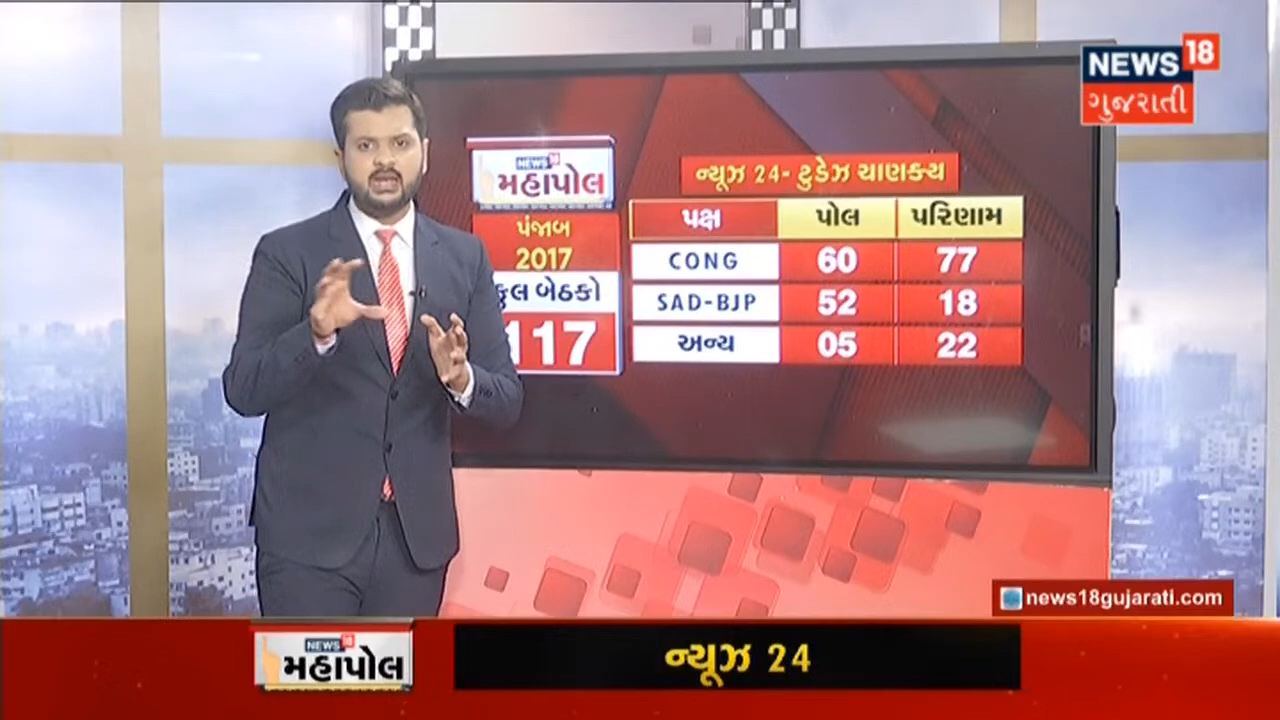 NEWS 18
ગુજરાતી
NEWS 18
મહાપોલ
પંજાબ
2017
કુલ બેઠકો
117
ન્યૂઝ 24- ટુડેઝ ચાણક્ય
પક્ષ પોલ પરિણામ
CONG 60 77
SAD-BJP 52 18
અન્ય 05 22
news18gujarati.com
NEWS 18
મહાપોલ
ન્યૂઝ 24